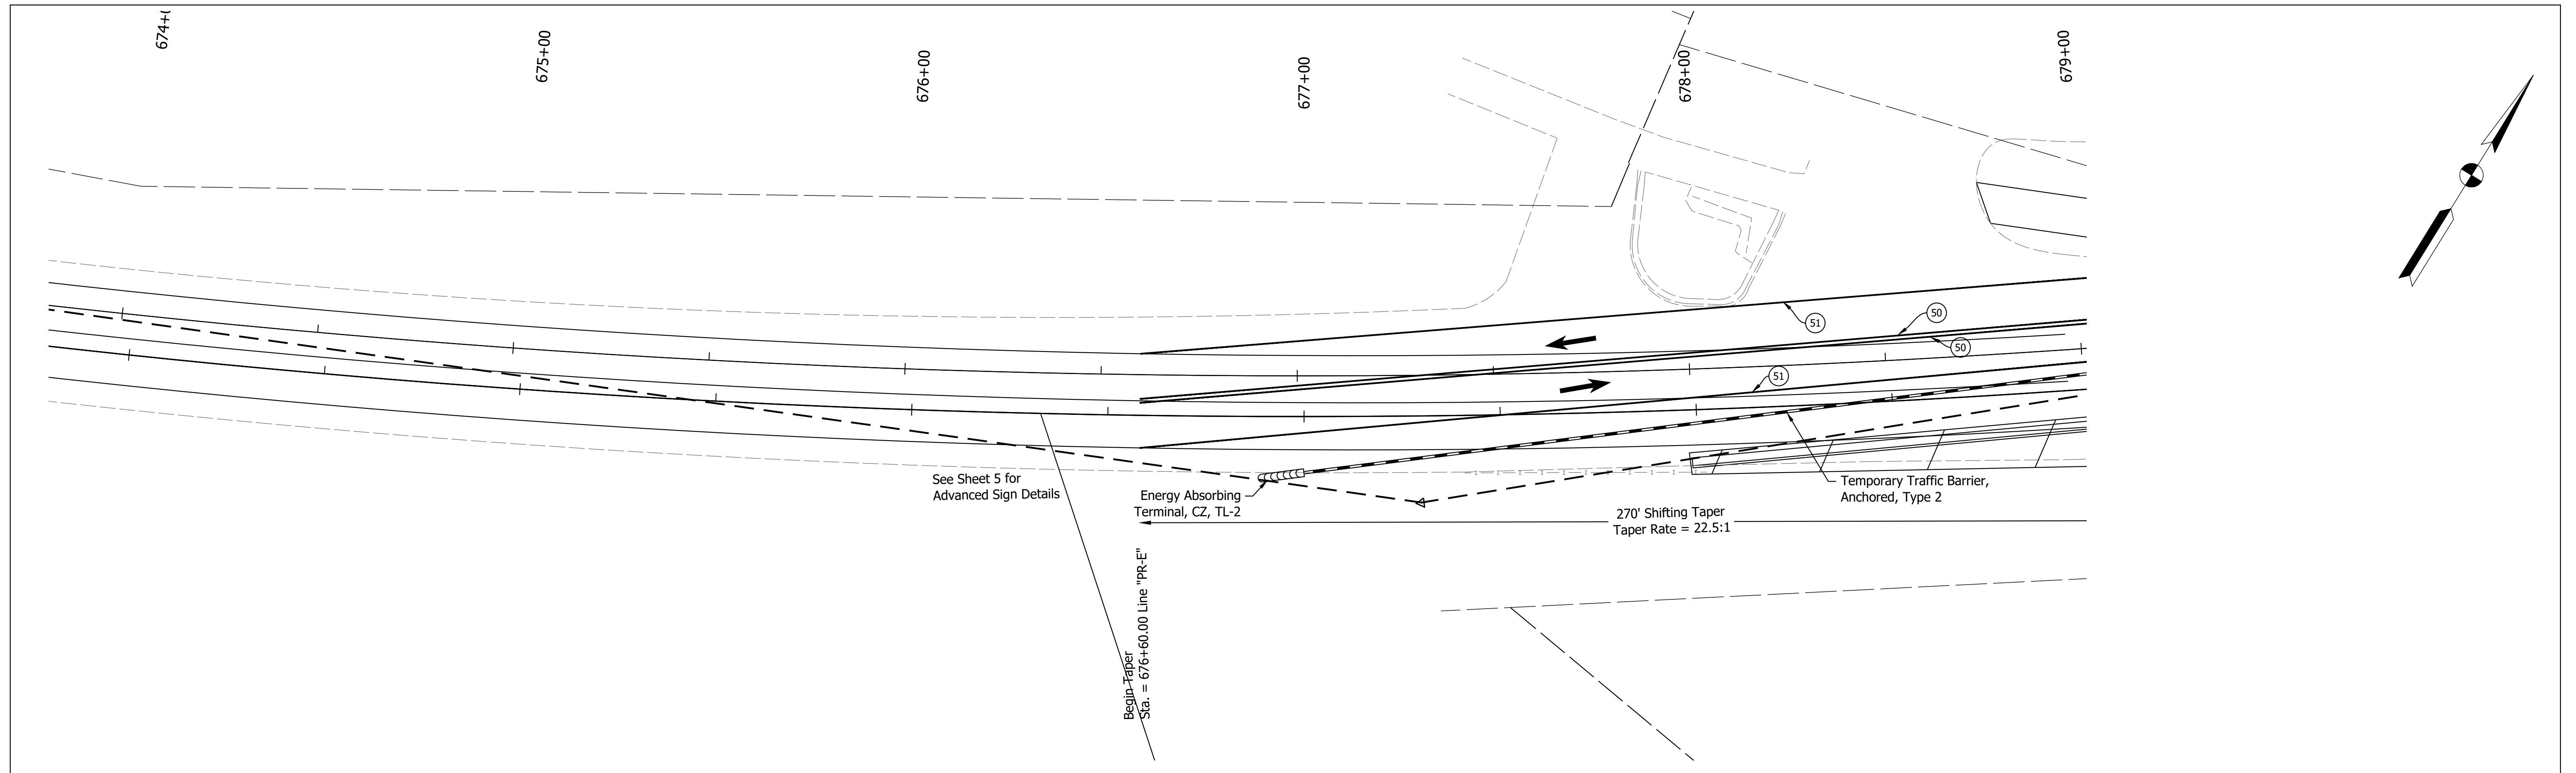 674+(
675+00
676+00
677+00
678+00
679+00
51
50
50
51
See Sheet 5 for
Advanced Sign Details
Energy Absorbing
Terminal, CZ, TL-2
Temporary Traffic Barrier,
Anchored, Type 2
270' Shifting Taper
Taper Rate = 22.5:1
Begin Taper
Sta. = 676+60.00 Line "PR-E"